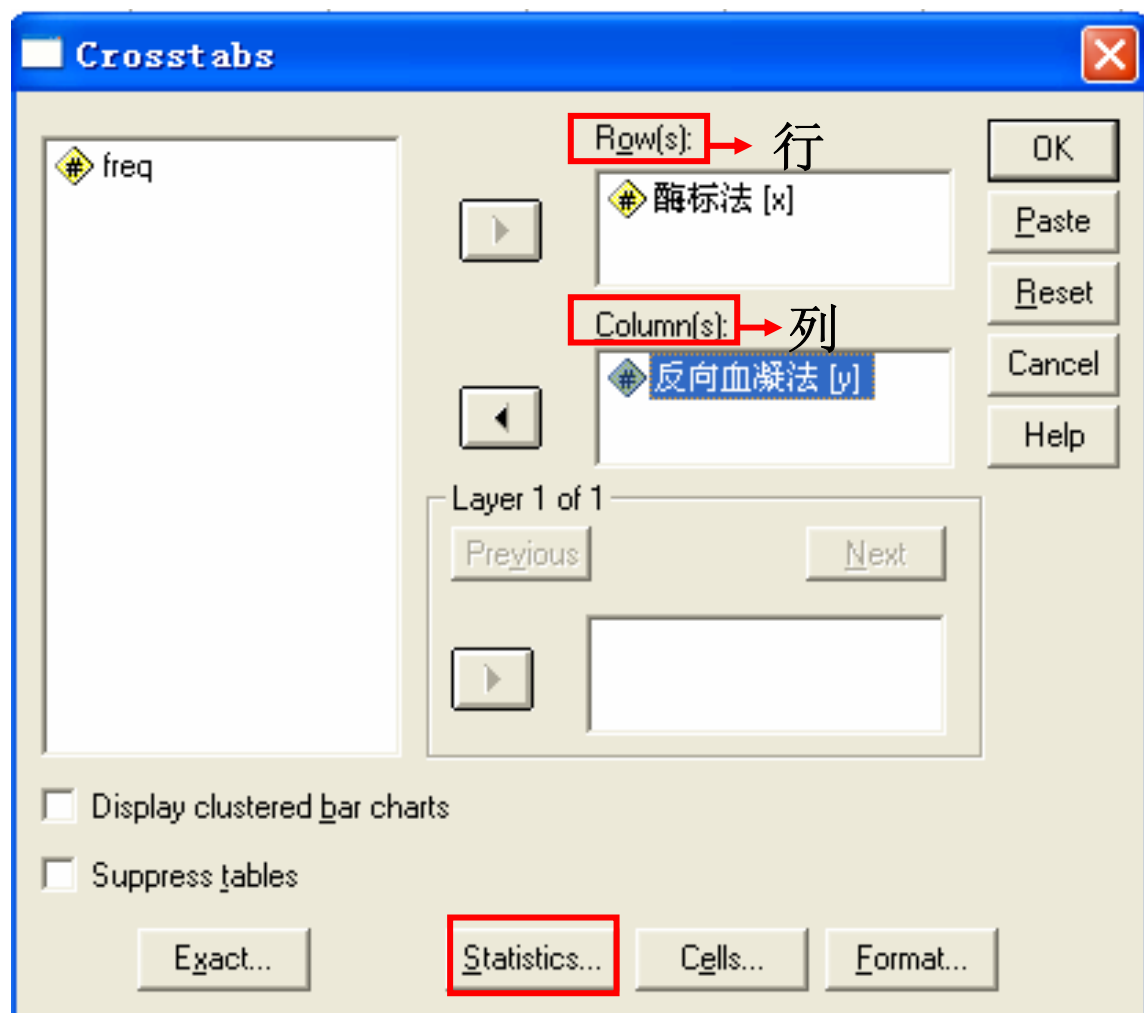 Crosstabs
freq
Row(s):
行
酶标法 [x]
Column(s):
列
反向血凝法 [y]
Layer 1 of 1
Previous
Next
OK
Paste
Reset
Cancel
Help
Display clustered bar charts
Suppress tables
Exact...
Statistics...
Cells...
Format...